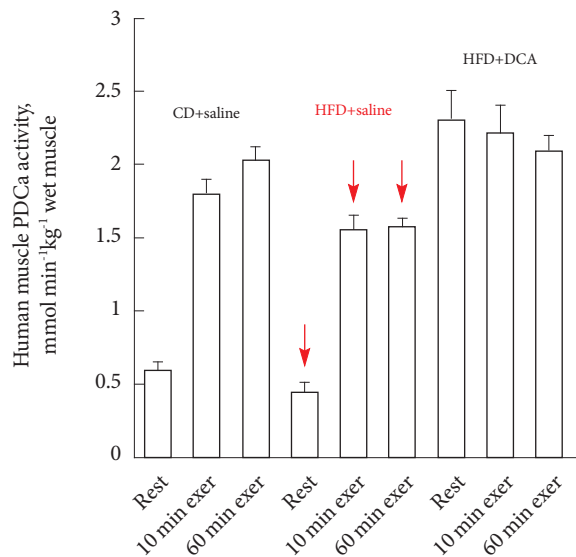 Human muscle PDCa activity,
mmol min⁻¹kg⁻¹ wet muscle
3
2.5
2
1.5
1
0.5
0
CD+saline
HFD+saline
HFD+DCA
Rest
10 min exer
60 min exer
Rest
10 min exer
60 min exer
Rest
10 min exer
60 min exer